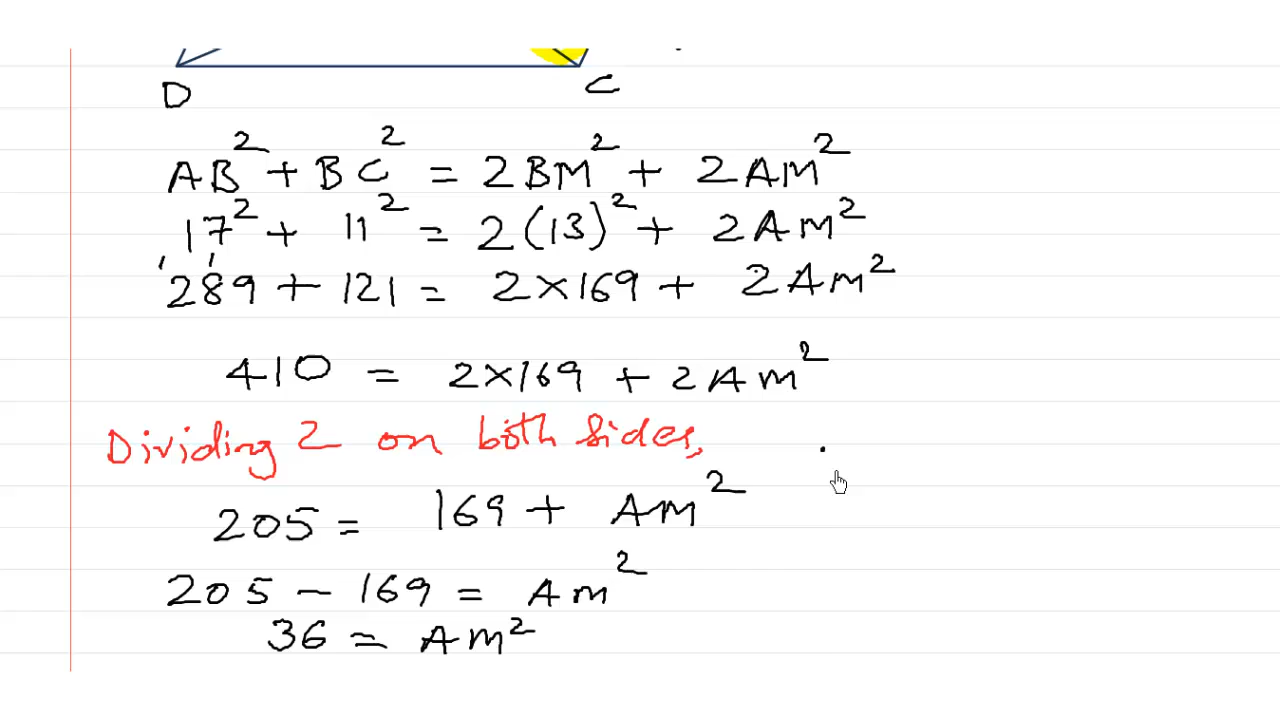 D C
AB² + BC² = 2BM² + 2AM²
17² + 11² = 2(13)² + 2AM²
289 + 121 = 2×169 + 2AM²
410 = 2×169 + 2AM²
Dividing 2 on both sides,
205 = 169 + AM²
205 - 169 = AM²
36 = AM²